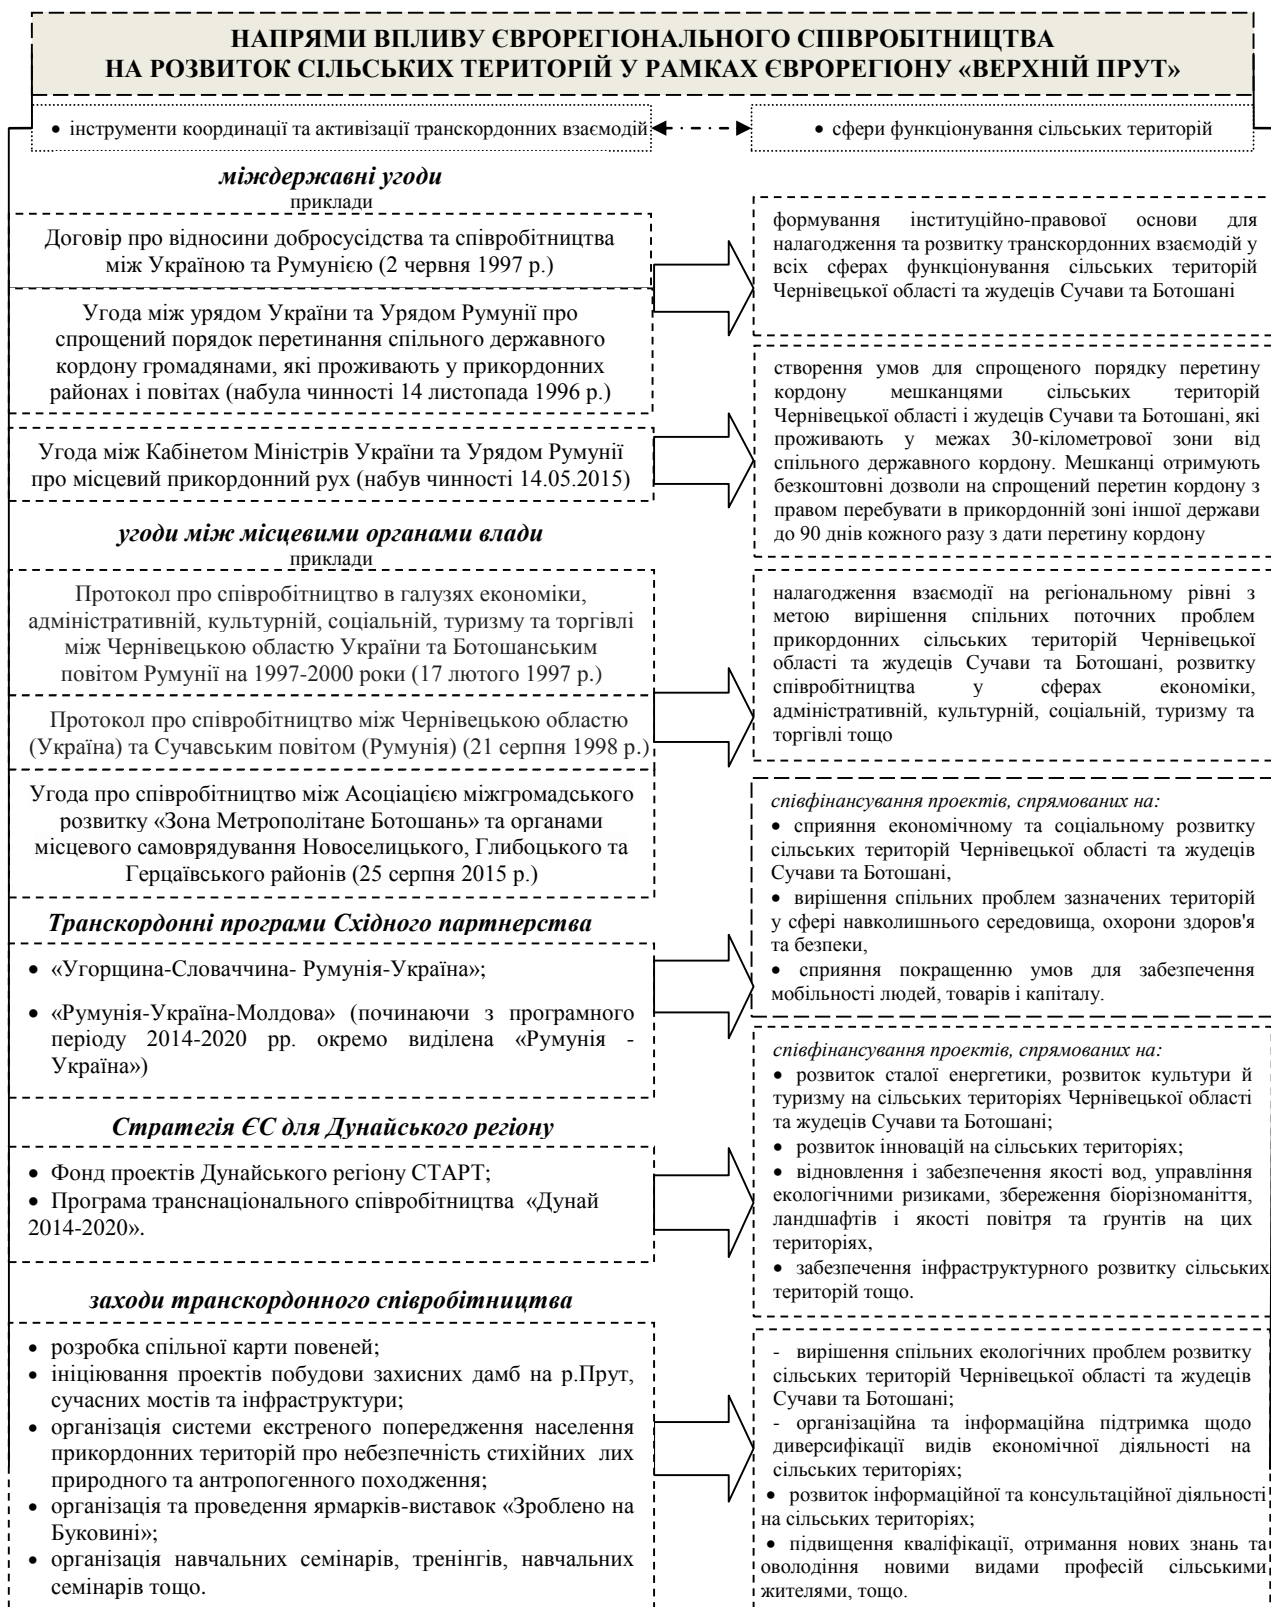 НАПРЯМИ ВПЛИВУ ЄВРОРЕГІОНАЛЬНОГО СПІВРОБІТНИЦТВА
НА РОЗВИТОК СІЛЬСЬКИХ ТЕРИТОРІЙ У РАМКАХ ЄВРОРЕГІОНУ «ВЕРХНІЙ ПРУТ»
• інструменти координації та активізації транскордонних взаємодій
• сфери функціонування сільських територій
міждержавні угоди
приклади
Договір про відносини добросусідства та співробітництва
між Україною та Румунією (2 червня 1997 р.)
Угода між урядом України та Урядом Румунії про
спрощений порядок перетинання спільного державного
кордону громадянами, які проживають у прикордонних
районах і повітах (набула чинності 14 листопада 1996 р.)
формування інституційно-правової основи для
налагодження та розвитку транскордонних взаємодій у
всіх сферах функціонування сільських територій
Чернівецької області та жудеців Сучави та Ботошані
Угода між Кабінетом Міністрів України та Урядом Румунії
про місцевий прикордонний рух (набув чинності 14.05.2015)
створення умов для спрощеного порядку перетину
кордону мешканцями сільських територій
Чернівецької області і жудеців Сучави та Ботошані, які
проживають у межах 30-кілометрової зони від
спільного державного кордону. Мешканці отримують
безкоштовні дозволи на спрощений перетин кордону з
правом перебувати в прикордонній зоні іншої держави
до 90 днів кожного разу з дати перетину кордону
угоди між місцевими органами влади
приклади
Протокол про співробітництво в галузях економіки,
адміністративній, культурній, соціальній, туризму та торгівлі
між Чернівецькою областю України та Ботошанським
повітом Румунії на 1997-2000 роки (17 лютого 1997 р.)
Протокол про співробітництво між Чернівецькою областю
(Україна) та Сучавським повітом (Румунія) (21 серпня 1998 р.)
Угода про співробітництво між Асоціацією міжгромадського
розвитку «Зона Метрополітане Ботошань» та органами
місцевого самоврядування Новоселицького, Глибоцького та
Герцаївського районів (25 серпня 2015 р.)
налагодження взаємодії на регіональному рівні з
метою вирішення спільних поточних проблем
прикордонних сільських територій Чернівецької
області та жудеців Сучави та Ботошані, розвитку
співробітництва у сферах економіки,
адміністративній, культурній, соціальній, туризму та
торгівлі тощо
Транскордонні програми Східного партнерства
• «Угорщина-Словаччина- Румунія-Україна»;
• «Румунія-Україна-Молдова» (починаючи з програмного
періоду 2014-2020 рр. окремо виділена «Румунія -
Україна»)
співфінансування проектів, спрямованих на:
• сприяння економічному та соціальному розвитку
сільських територій Чернівецької області та жудеців
Сучави та Ботошані,
• вирішення спільних проблем зазначених територій
у сфері навколишнього середовища, охорони здоров'я
та безпеки,
• сприяння покращенню умов для забезпечення
мобільності людей, товарів і капіталу.
Стратегія ЄС для Дунайського регіону
• Фонд проектів Дунайського регіону СТАРТ;
• Програма транснаціонального співробітництва «Дунай
2014-2020».
співфінансування проектів, спрямованих на:
• розвиток сталої енергетики, розвиток культури й
туризму на сільських територіях Чернівецької області
та жудеців Сучави та Ботошані;
• розвиток інновацій на сільських територіях;
• відновлення і забезпечення якості вод, управління
екологічними ризиками, збереження біорізноманіття,
ландшафтів і якості повітря та ґрунтів на цих
територіях,
• забезпечення інфраструктурного розвитку сільських
територій тощо.
заходи транскордонного співробітництва
• розробка спільної карти повеней;
• ініціювання проектів побудови захисних дамб на р.Прут,
сучасних мостів та інфраструктури;
• організація системи екстреного попередження населення
прикордонних територій про небезпечність стихійних лих
природного та антропогенного походження;
• організація та проведення ярмарків-виставок «Зроблено на
Буковині»;
• організація навчальних семінарів, тренінгів, навчальних
семінарів тощо.
- вирішення спільних екологічних проблем розвитку
сільських територій Чернівецької області та жудеців
Сучави та Ботошані;
- організаційна та інформаційна підтримка щодо
диверсифікації видів економічної діяльності на
сільських територіях;
• розвиток інформаційної та консультаційної діяльності
на сільських територіях;
• підвищення кваліфікації, отримання нових знань та
оволодіння новими видами професій сільськими
жителями, тощо.